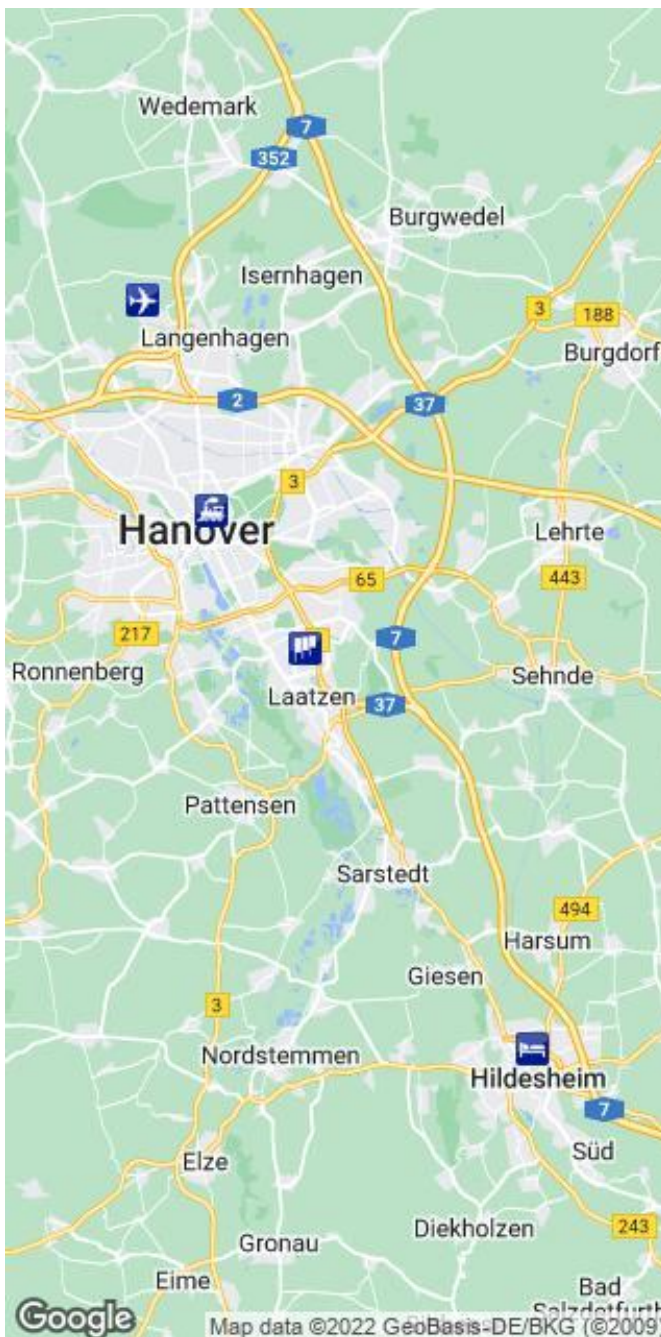 Wedemark
7
352
Burgwedel
Isernhagen
3
188
Langenhagen
Burgdorf
2
37
3
Hanover
Lehrte
65
443
217
7
Ronnenberg
Sehnde
Laatzen
37
Pattensen
Sarstedt
494
Harsum
Giesen
3
Nordstemmen
Hildesheim
7
Süd
Elze
Diekholzen
243
Gronau
Eime
Bad
Salzdetfurth
Google
Map data ©2022 GeoBasis-DE/BKG (©2009)